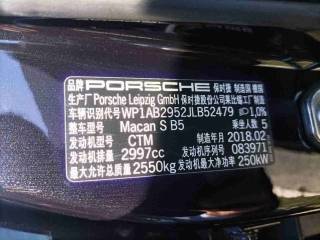 品牌 PORSCHE 保时捷 制造国 德国
生产厂 Porsche Leipzig GmbH 保时捷股份公司莱比锡工厂
车辆识别代号 WP1AB2952JLB52479 1,0%
整车型号 Macan S B5 乘坐人数 5
发动机型号 CTM 制造年月 2018.02
发动机排量 2997cc 发动机序列号 083971
最大允许总质量 2550kg 发动机最大净功率 250kW